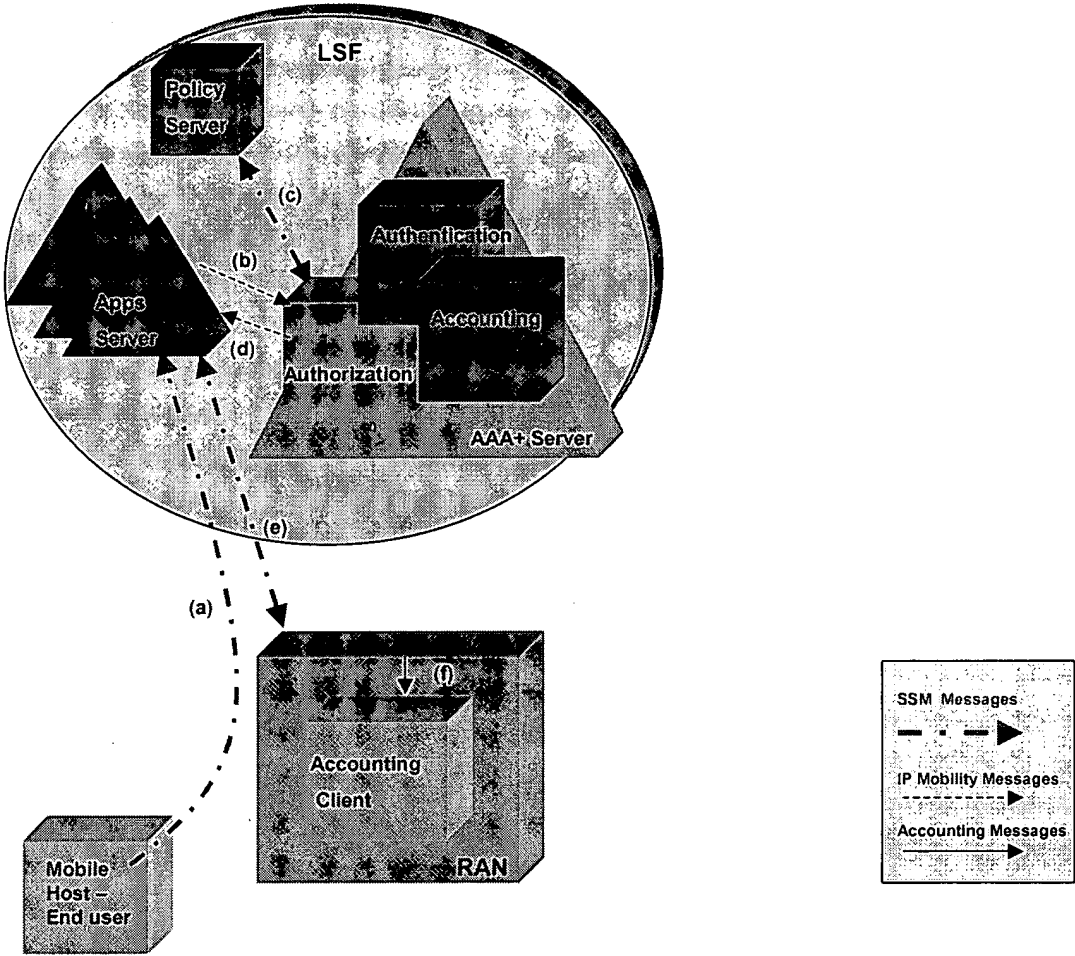 LSF
Policy
Server
(c)
Authentication
(b)
Apps
Server
Accounting
(d)
Authorization
AAA+ Server
(e)
(a)
(f)
Accounting
Client
RAN
Mobile
Host –
End user
SSM Messages
IP Mobility Messages
Accounting Messages